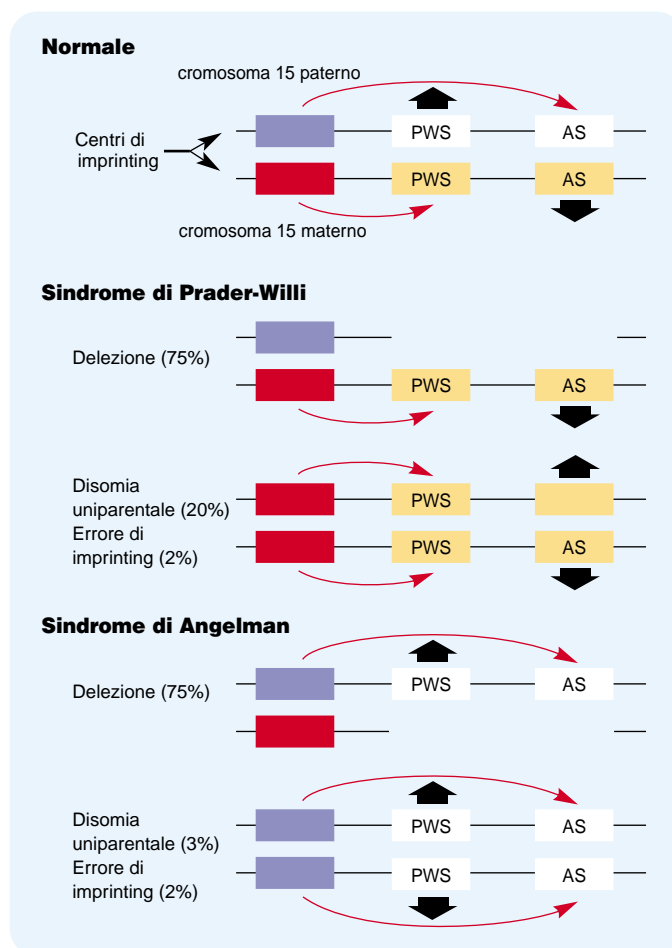 Normale
cromosoma 15 paterno
PWS AS
Centri di
imprinting
PWS AS
cromosoma 15 materno
Sindrome di Prader-Willi
Delezione (75%)
PWS AS
Disomia
uniparentale (20%)
PWS
Errore di
imprinting (2%)
PWS AS
Sindrome di Angelman
Delezione (75%)
PWS AS
Disomia
uniparentale (3%)
PWS AS
Errore di
imprinting (2%)
PWS AS